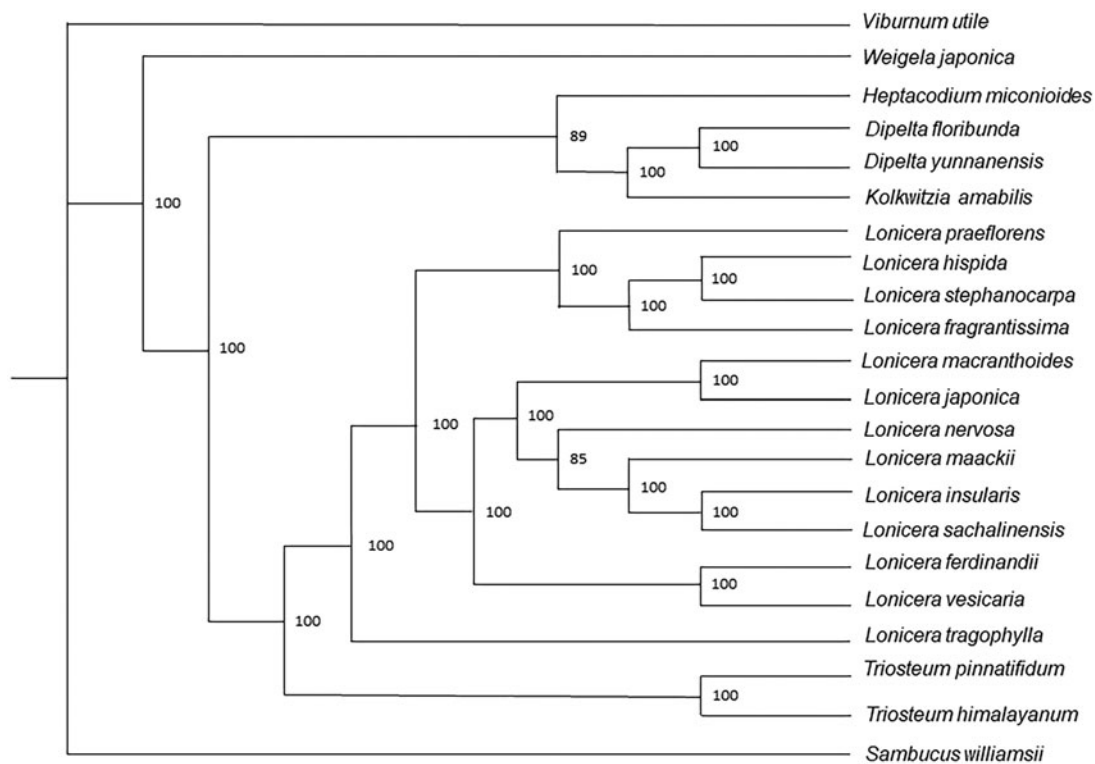 Viburnum utile
Weigela japonica
Heptacodium miconioides
89
Dipelta floribunda
100
Dipelta yunnanensis
100
Kolkwitzia amabilis
100
Lonicera praeflorens
Lonicera hispida
100
100
Lonicera stephanocarpa
100
Lonicera fragrantissima
100
Lonicera macranthoides
100
Lonicera japonica
100
100
Lonicera nervosa
85
Lonicera maackii
100
Lonicera insularis
100
100
Lonicera sachalinensis
100
Lonicera ferdinandii
100
Lonicera vesicaria
100
Lonicera tragophylla
Triosteum pinnatifidum
100
Triosteum himalayanum
Sambucus williamsii